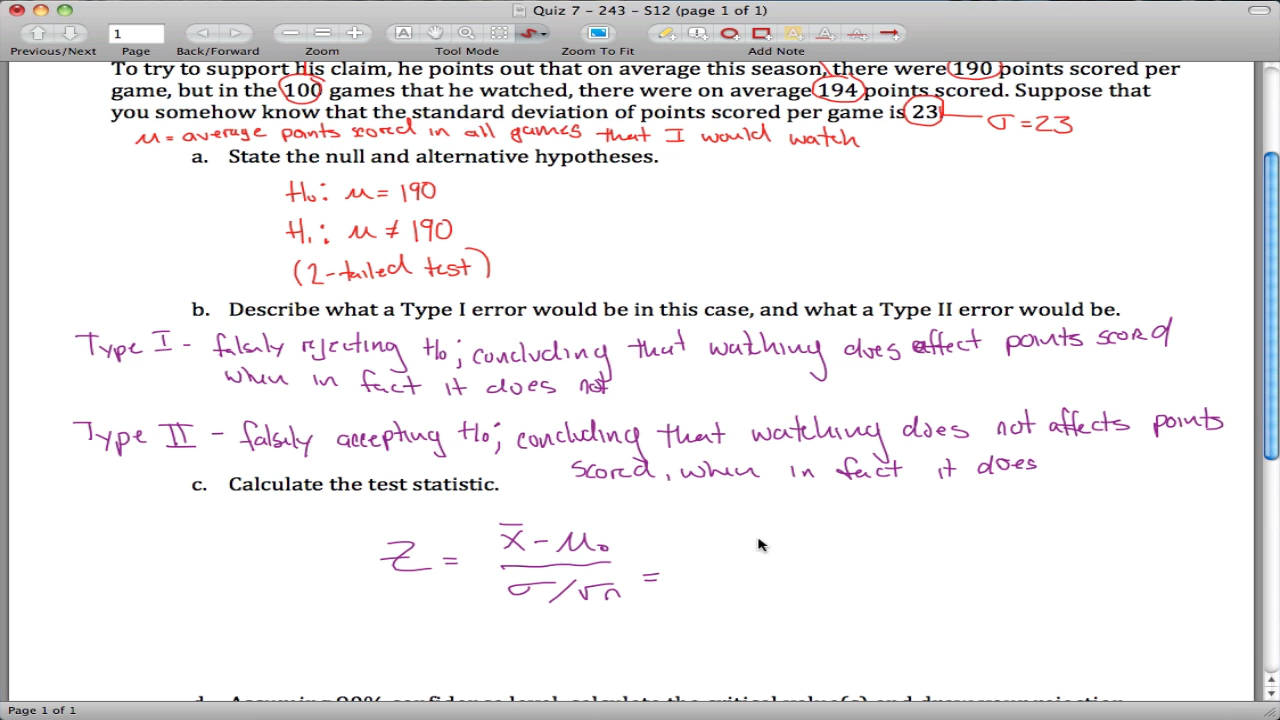 Quiz 7 – 243 – S12 (page 1 of 1)
1
Previous/Next Page Back/Forward Zoom Tool Mode Zoom To Fit Add Note
To try to support his claim, he points out that on average this season, there were 190 points scored per
game, but in the 100 games that he watched, there were on average 194 points scored. Suppose that
you somehow know that the standard deviation of points scored per game is 23
σ = 23
μ = average points scored in all games that I would watch
a. State the null and alternative hypotheses.
H₀: μ = 190
H₁: μ ≠ 190
(2-tailed test)
b. Describe what a Type I error would be in this case, and what a Type II error would be.
Type I - falsely rejecting H₀; concluding that watching does affect points scored
when in fact it does not
Type II - falsely accepting H₀; concluding that watching does not affects points
scored, when in fact it does
c. Calculate the test statistic.
Z = (x̄ - μ₀) / (σ/√n) =
Page 1 of 1